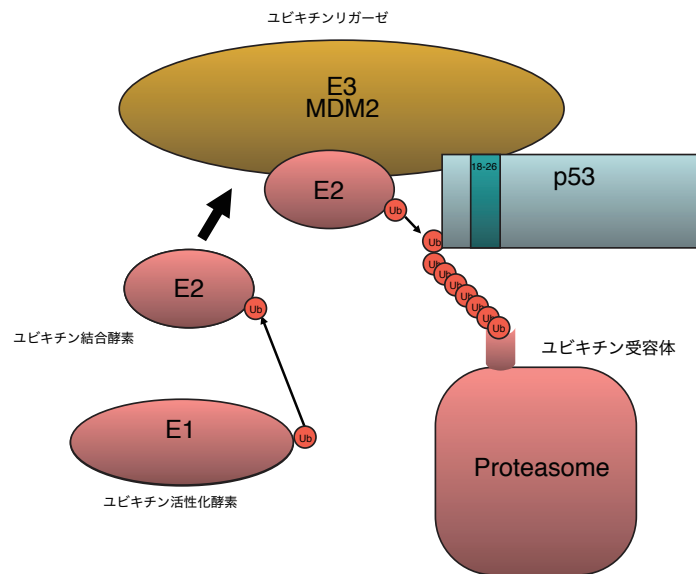 ユビキチンリガーゼ
E3
MDM2
18-26
p53
E2
Ub
Ub
Ub
Ub
Ub
Ub
Ub
Ub
Ub
E2
Ub
ユビキチン結合酵素
ユビキチン受容体
E1
Ub
ユビキチン活性化酵素
Proteasome